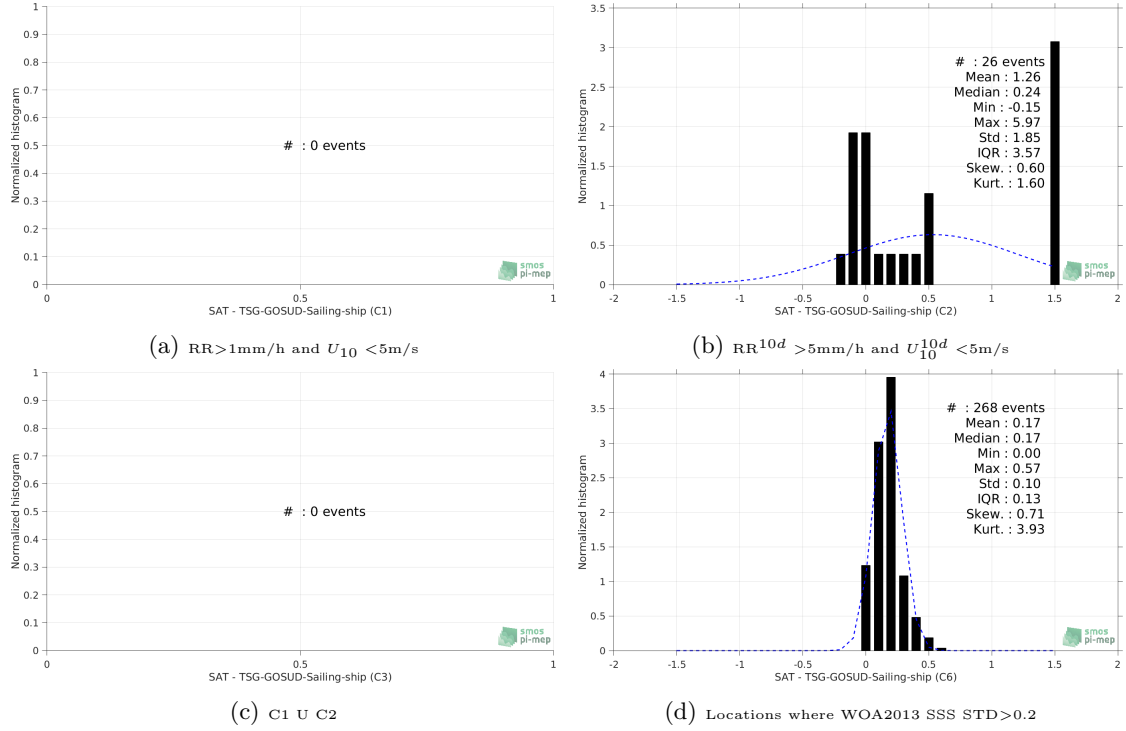 1
0.9
0.8
0.7
0.6
0.5
0.4
0.3
0.2
0.1
0
Normalized histogram
# : 0 events
smos
pi-mep
0 0.5 1
SAT - TSG-GOSUD-Sailing-ship (C1)
(a) RR>1mm/h and U10 <5m/s
3.5
3
2.5
2
1.5
1
0.5
0
Normalized histogram
# : 26 events
Mean : 1.26
Median : 0.24
Min : -0.15
Max : 5.97
Std : 1.85
IQR : 3.57
Skew. : 0.60
Kurt. : 1.60
smos
pi-mep
-2 -1.5 -1 -0.5 0 0.5 1 1.5 2
SAT - TSG-GOSUD-Sailing-ship (C2)
(b) RR10d >5mm/h and U10d10 <5m/s
1
0.9
0.8
0.7
0.6
0.5
0.4
0.3
0.2
0.1
0
Normalized histogram
# : 0 events
smos
pi-mep
0 0.5 1
SAT - TSG-GOSUD-Sailing-ship (C3)
(c) C1 U C2
4
3.5
3
2.5
2
1.5
1
0.5
0
Normalized histogram
# : 268 events
Mean : 0.17
Median : 0.17
Min : 0.00
Max : 0.57
Std : 0.10
IQR : 0.13
Skew. : 0.71
Kurt. : 3.93
smos
pi-mep
-2 -1.5 -1 -0.5 0 0.5 1 1.5 2
SAT - TSG-GOSUD-Sailing-ship (C6)
(d) Locations where WOA2013 SSS STD>0.2